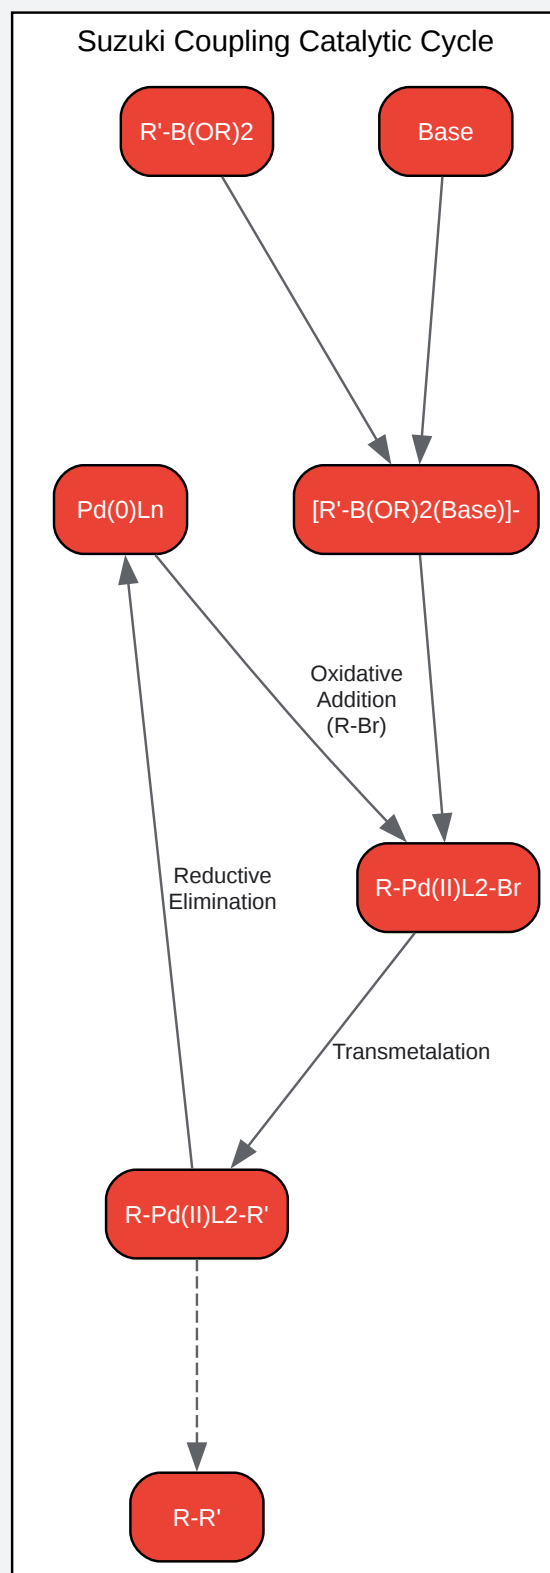 Suzuki Coupling Catalytic Cycle
R'-B(OR)2
Base
Pd(0)Ln
[R'-B(OR)2(Base)]-
Oxidative
Addition
(R-Br)
Reductive
Elimination
R-Pd(II)L2-Br
Transmetalation
R-Pd(II)L2-R'
R-R'